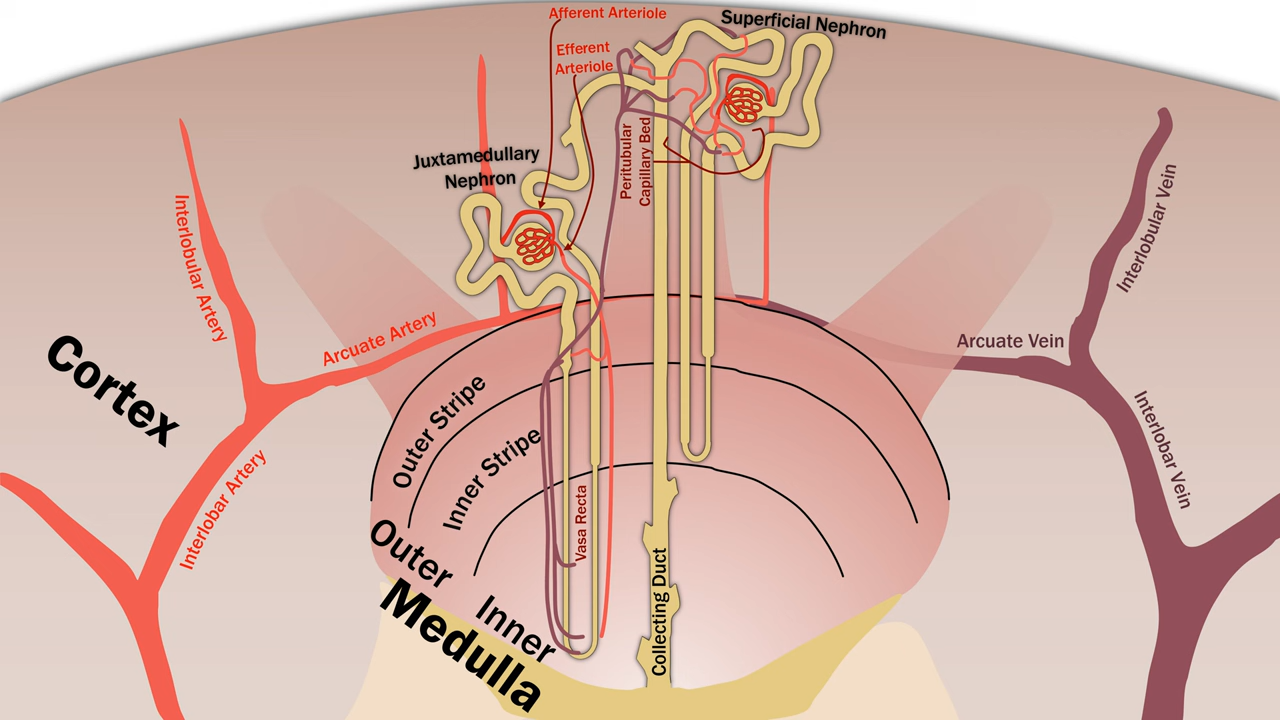 Afferent Arteriole
Superficial Nephron
Efferent
Arteriole
Juxtamedullary
Nephron
Peritubular
Capillary Bed
Interlobular Artery
Interlobular Vein
Arcuate Artery
Arcuate Vein
Cortex
Outer Stripe
Inner Stripe
Interlobar Artery
Interlobar Vein
Vasa Recta
Outer
Inner
Medulla
Collecting Duct